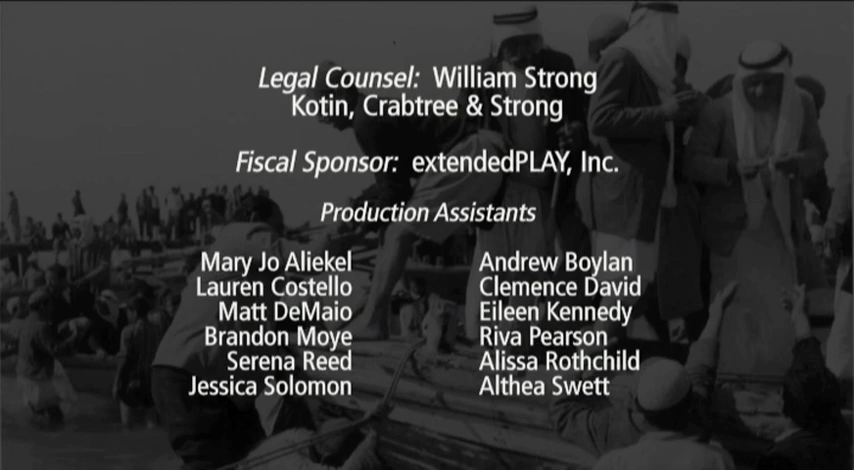 Legal Counsel: William Strong
Kotin, Crabtree & Strong
Fiscal Sponsor: extendedPLAY, Inc.
Production Assistants
Mary Jo Aliekel
Lauren Costello
Matt DeMaio
Brandon Moye
Serena Reed
Jessica Solomon
Andrew Boylan
Clemence David
Eileen Kennedy
Riva Pearson
Alissa Rothchild
Althea Swett